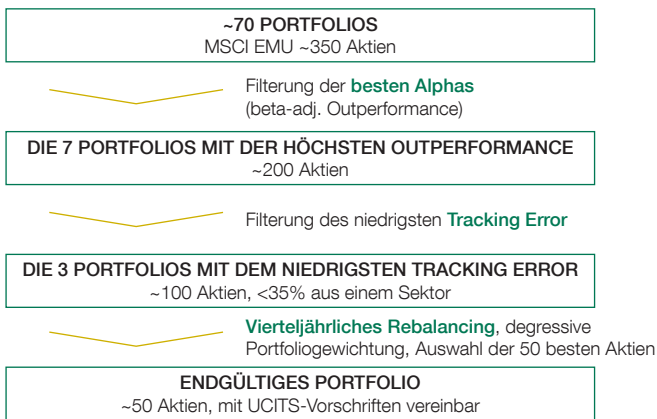 ~70 PORTFOLIOS
MSCI EMU ~350 Aktien
Filterung der besten Alphas
(beta-adj. Outperformance)
DIE 7 PORTFOLIOS MIT DER HÖCHSTEN OUTPERFORMANCE
~200 Aktien
Filterung des niedrigsten Tracking Error
DIE 3 PORTFOLIOS MIT DEM NIEDRIGSTEN TRACKING ERROR
~100 Aktien, <35% aus einem Sektor
Vierteljährliches Rebalancing, degressive
Portfoliogewichtung, Auswahl der 50 besten Aktien
ENDGÜLTIGES PORTFOLIO
~50 Aktien, mit UCITS-Vorschriften vereinbar